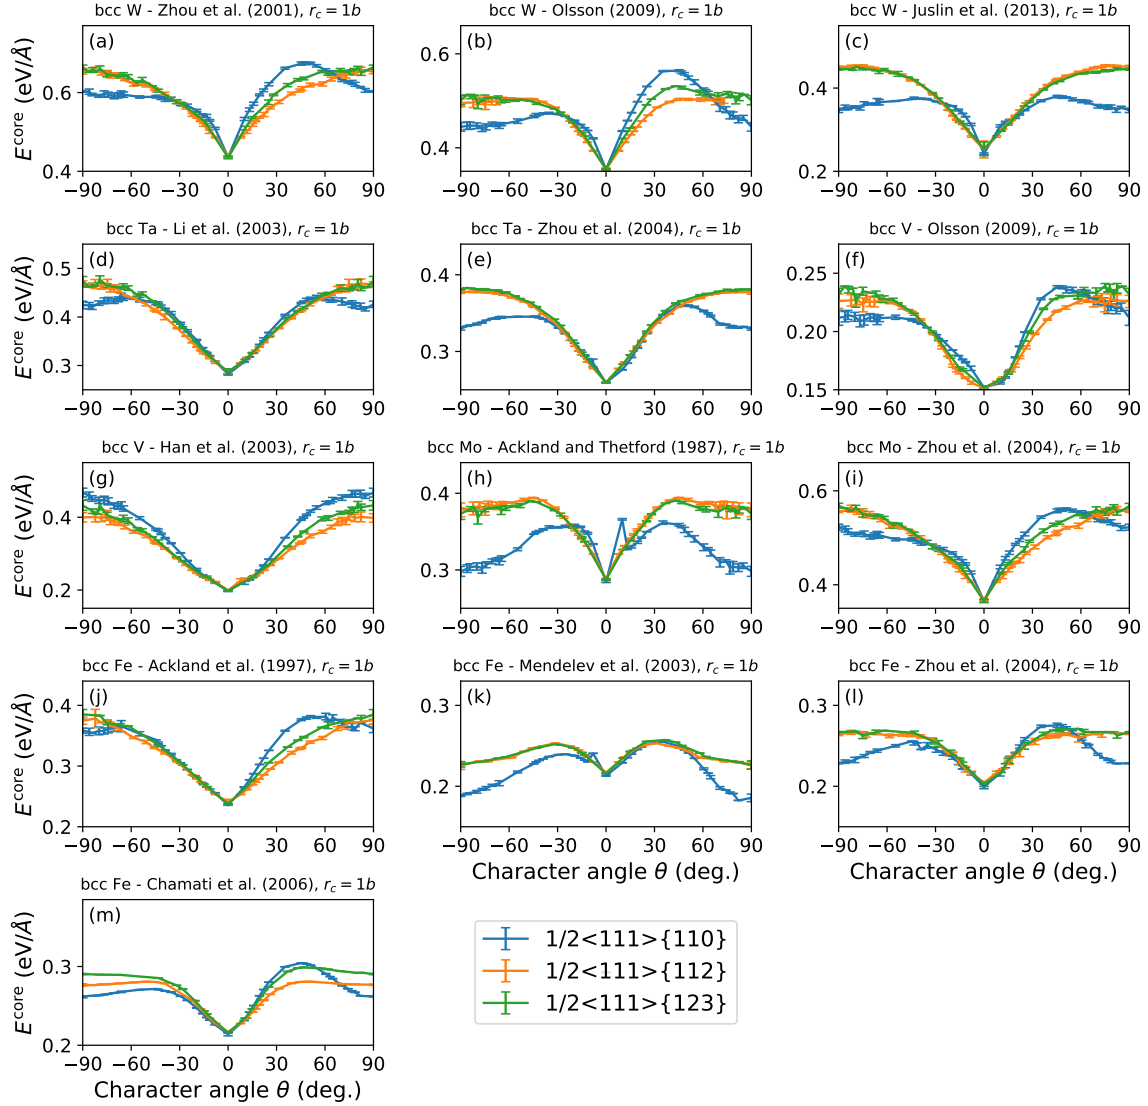 bcc W - Zhou et al. (2001), r_c = 1b
(a)
E^core (eV/Å)
0.6
0.4
−90 −60 −30 0 30 60 90
bcc W - Olsson (2009), r_c = 1b
(b)
0.6
0.4
−90 −60 −30 0 30 60 90
bcc W - Juslin et al. (2013), r_c = 1b
(c)
0.4
0.2
−90 −60 −30 0 30 60 90
bcc Ta - Li et al. (2003), r_c = 1b
(d)
E^core (eV/Å)
0.5
0.3
−90 −60 −30 0 30 60 90
bcc Ta - Zhou et al. (2004), r_c = 1b
(e)
0.4
0.3
−90 −60 −30 0 30 60 90
bcc V - Olsson (2009), r_c = 1b
(f)
0.25
0.20
0.15
−90 −60 −30 0 30 60 90
bcc V - Han et al. (2003), r_c = 1b
(g)
E^core (eV/Å)
0.4
0.2
−90 −60 −30 0 30 60 90
bcc Mo - Ackland and Thetford (1987), r_c = 1b
(h)
0.4
0.3
−90 −60 −30 0 30 60 90
bcc Mo - Zhou et al. (2004), r_c = 1b
(i)
0.6
0.4
−90 −60 −30 0 30 60 90
bcc Fe - Ackland et al. (1997), r_c = 1b
(j)
E^core (eV/Å)
0.4
0.3
0.2
−90 −60 −30 0 30 60 90
bcc Fe - Mendelev et al. (2003), r_c = 1b
(k)
0.3
0.2
−90 −60 −30 0 30 60 90
Character angle θ (deg.)
bcc Fe - Zhou et al. (2004), r_c = 1b
(l)
0.3
0.2
−90 −60 −30 0 30 60 90
Character angle θ (deg.)
bcc Fe - Chamati et al. (2006), r_c = 1b
(m)
E^core (eV/Å)
0.3
0.2
−90 −60 −30 0 30 60 90
Character angle θ (deg.)
1/2<111>{110}
1/2<111>{112}
1/2<111>{123}